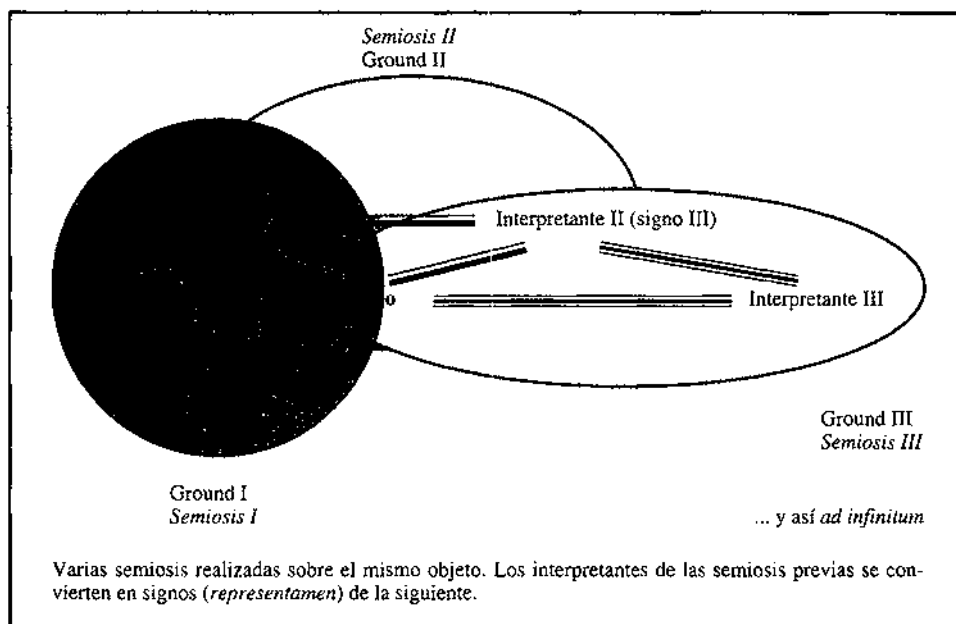 Semiosis II
Ground II
Interpretante II (signo III)
o
Interpretante III
Ground III
Semiosis III
Ground I
Semiosis I
... y así ad infinitum
Varias semiosis realizadas sobre el mismo objeto. Los interpretantes de las semiosis previas se con-
vierten en signos (representamen) de la siguiente.